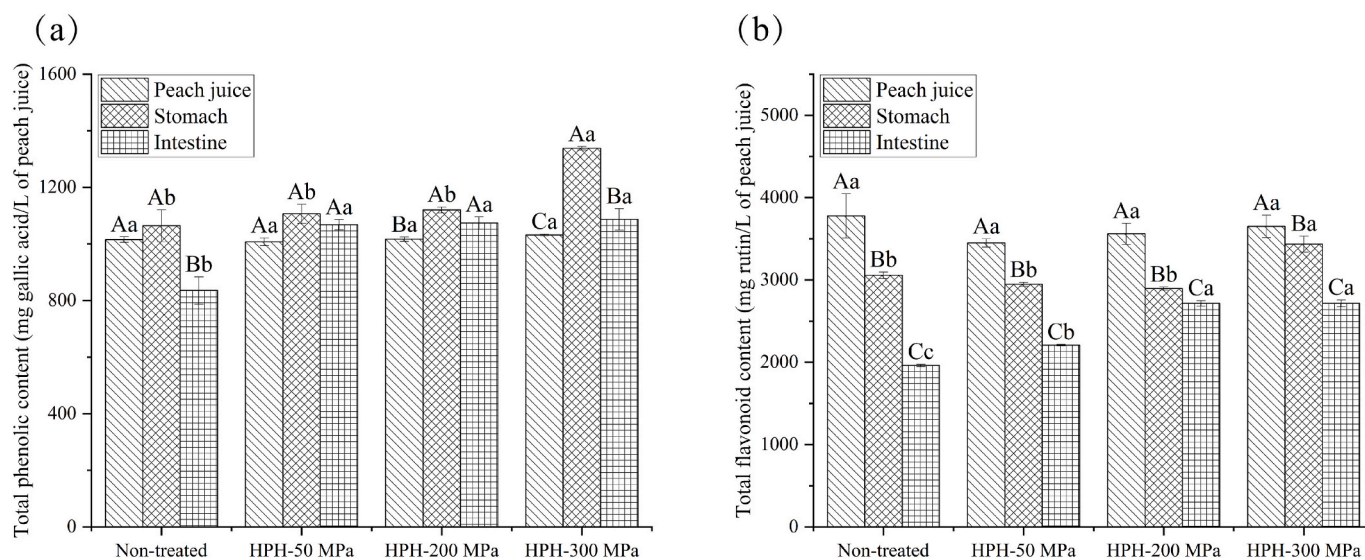 (a)
Total phenolic content (mg gallic acid/L of peach juice)
1600
1200
800
400
0
Peach juice
Stomach
Intestine
Aa
Ab
Bb
Aa
Ab
Aa
Ba
Ab
Aa
Ca
Aa
Ba
Non-treated
HPH-50 MPa
HPH-200 MPa
HPH-300 MPa
(b)
Total flavonoid content (mg rutin/L of peach juice)
5000
4000
3000
2000
1000
0
Peach juice
Stomach
Intestine
Aa
Bb
Cc
Aa
Bb
Cb
Aa
Bb
Ca
Aa
Ba
Ca
Non-treated
HPH-50 MPa
HPH-200 MPa
HPH-300 MPa